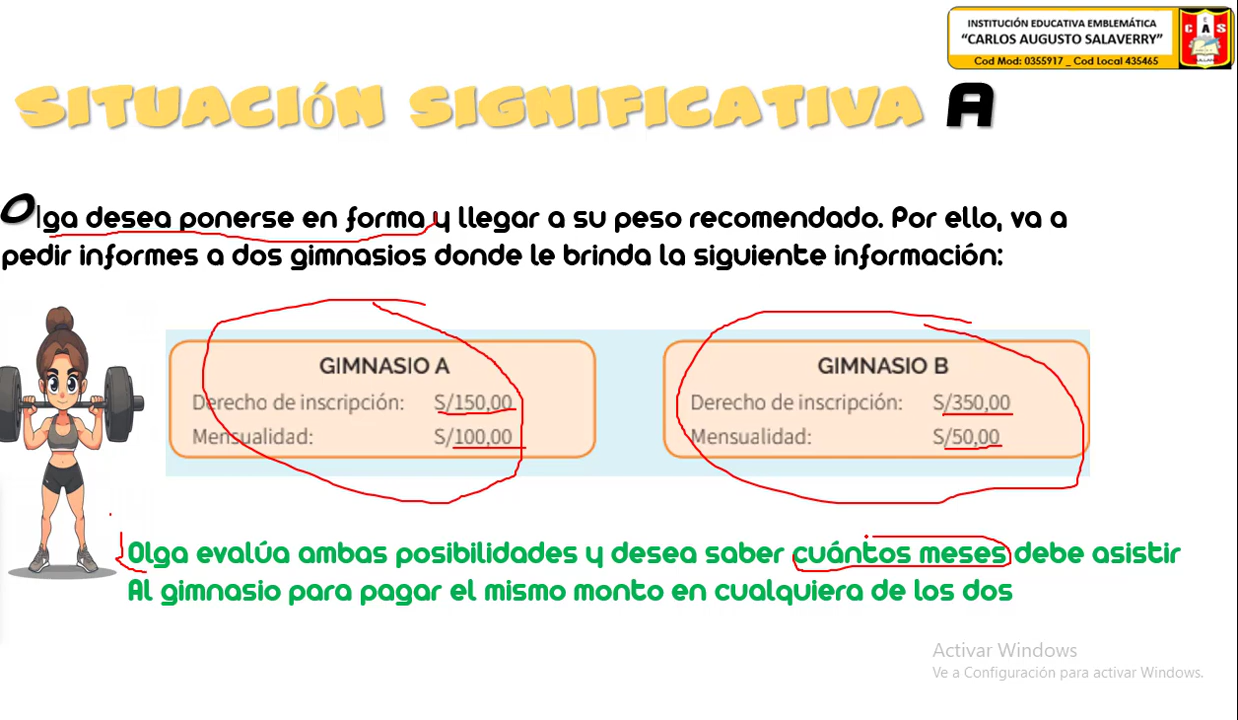 INSTITUCIÓN EDUCATIVA EMBLEMÁTICA
“CARLOS AUGUSTO SALAVERRY”
Cod Mod: 0355917 _ Cod Local 435465
C A S
SITUACIÓN SIGNIFICATIVA A
Olga desea ponerse en forma y llegar a su peso recomendado. Por ello, va a
pedir informes a dos gimnasios donde le brinda la siguiente información:
GIMNASIO A
Derecho de inscripción: S/150,00
Mensualidad: S/100,00
GIMNASIO B
Derecho de inscripción: S/350,00
Mensualidad: S/50,00
Olga evalúa ambas posibilidades y desea saber cuántos meses debe asistir
Al gimnasio para pagar el mismo monto en cualquiera de los dos
Activar Windows
Ve a Configuración para activar Windows.